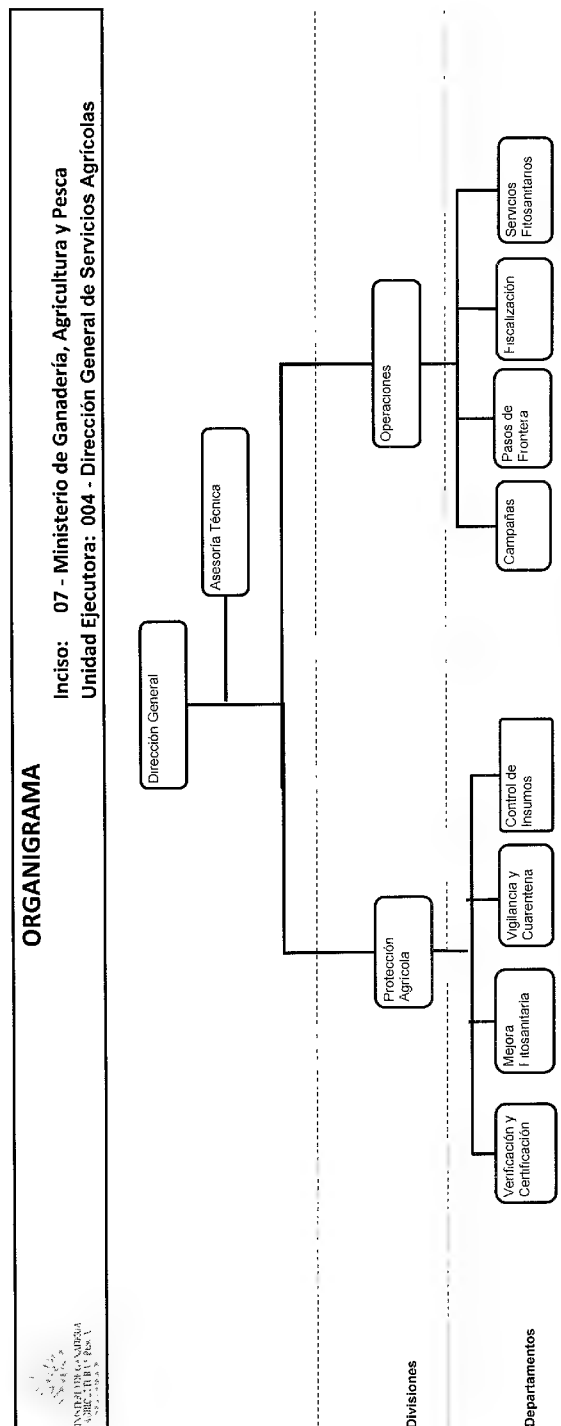 ORGANIGRAMA
Inciso: 07 - Ministerio de Ganadería, Agricultura y Pesca
Unidad Ejecutora: 004 - Dirección General de Servicios Agrícolas
Dirección General
Asesoría Técnica
Divisiones
Protección
Agrícola
Operaciones
Departamentos
Verificación y
Certificación
Mejora
Fitosanitaria
Vigilancia y
Cuarentena
Control de
Insumos
Campañas
Pasos de
Frontera
Fiscalización
Servicios
Fitosanitarios